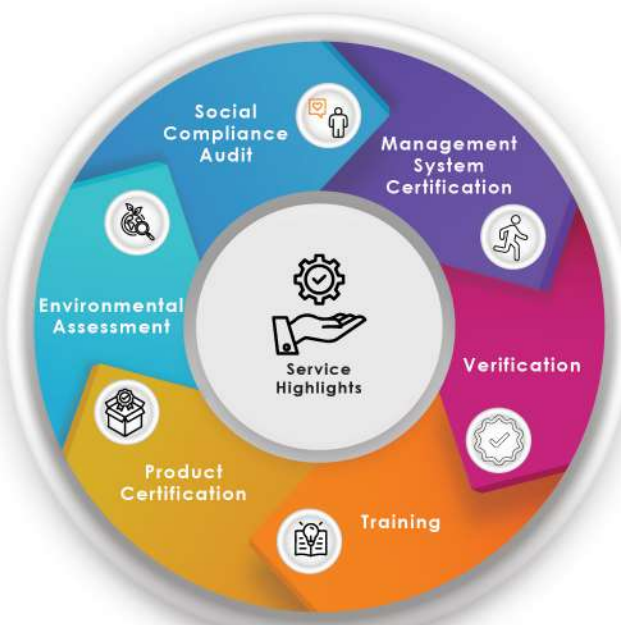 Social
Compliance
Audit
Management
System
Certification
Environmental
Assessment
Service
Highlights
Verification
Product
Certification
Training